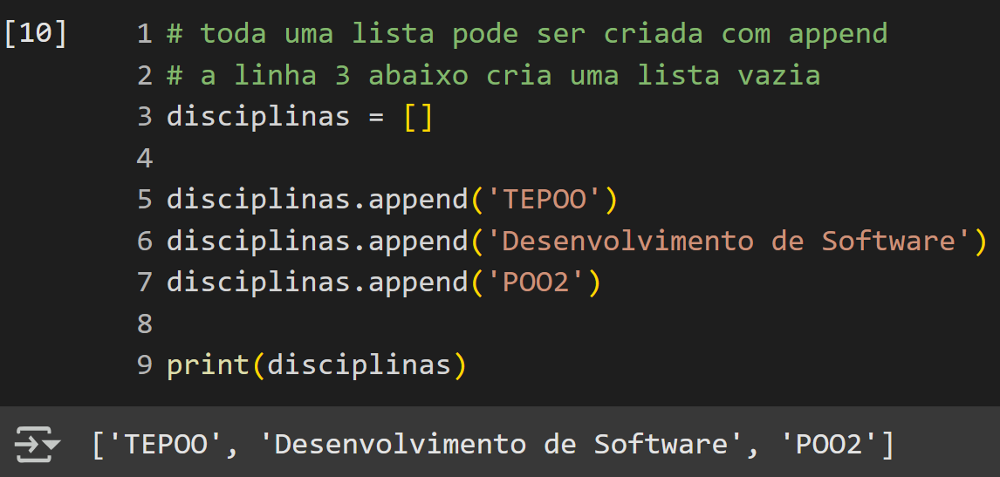 [10] 1 # toda uma lista pode ser criada com append
2 # a linha 3 abaixo cria uma lista vazia
3 disciplinas = []
4
5 disciplinas.append('TEPOO')
6 disciplinas.append('Desenvolvimento de Software')
7 disciplinas.append('POO2')
8
9 print(disciplinas)
['TEPOO', 'Desenvolvimento de Software', 'POO2']